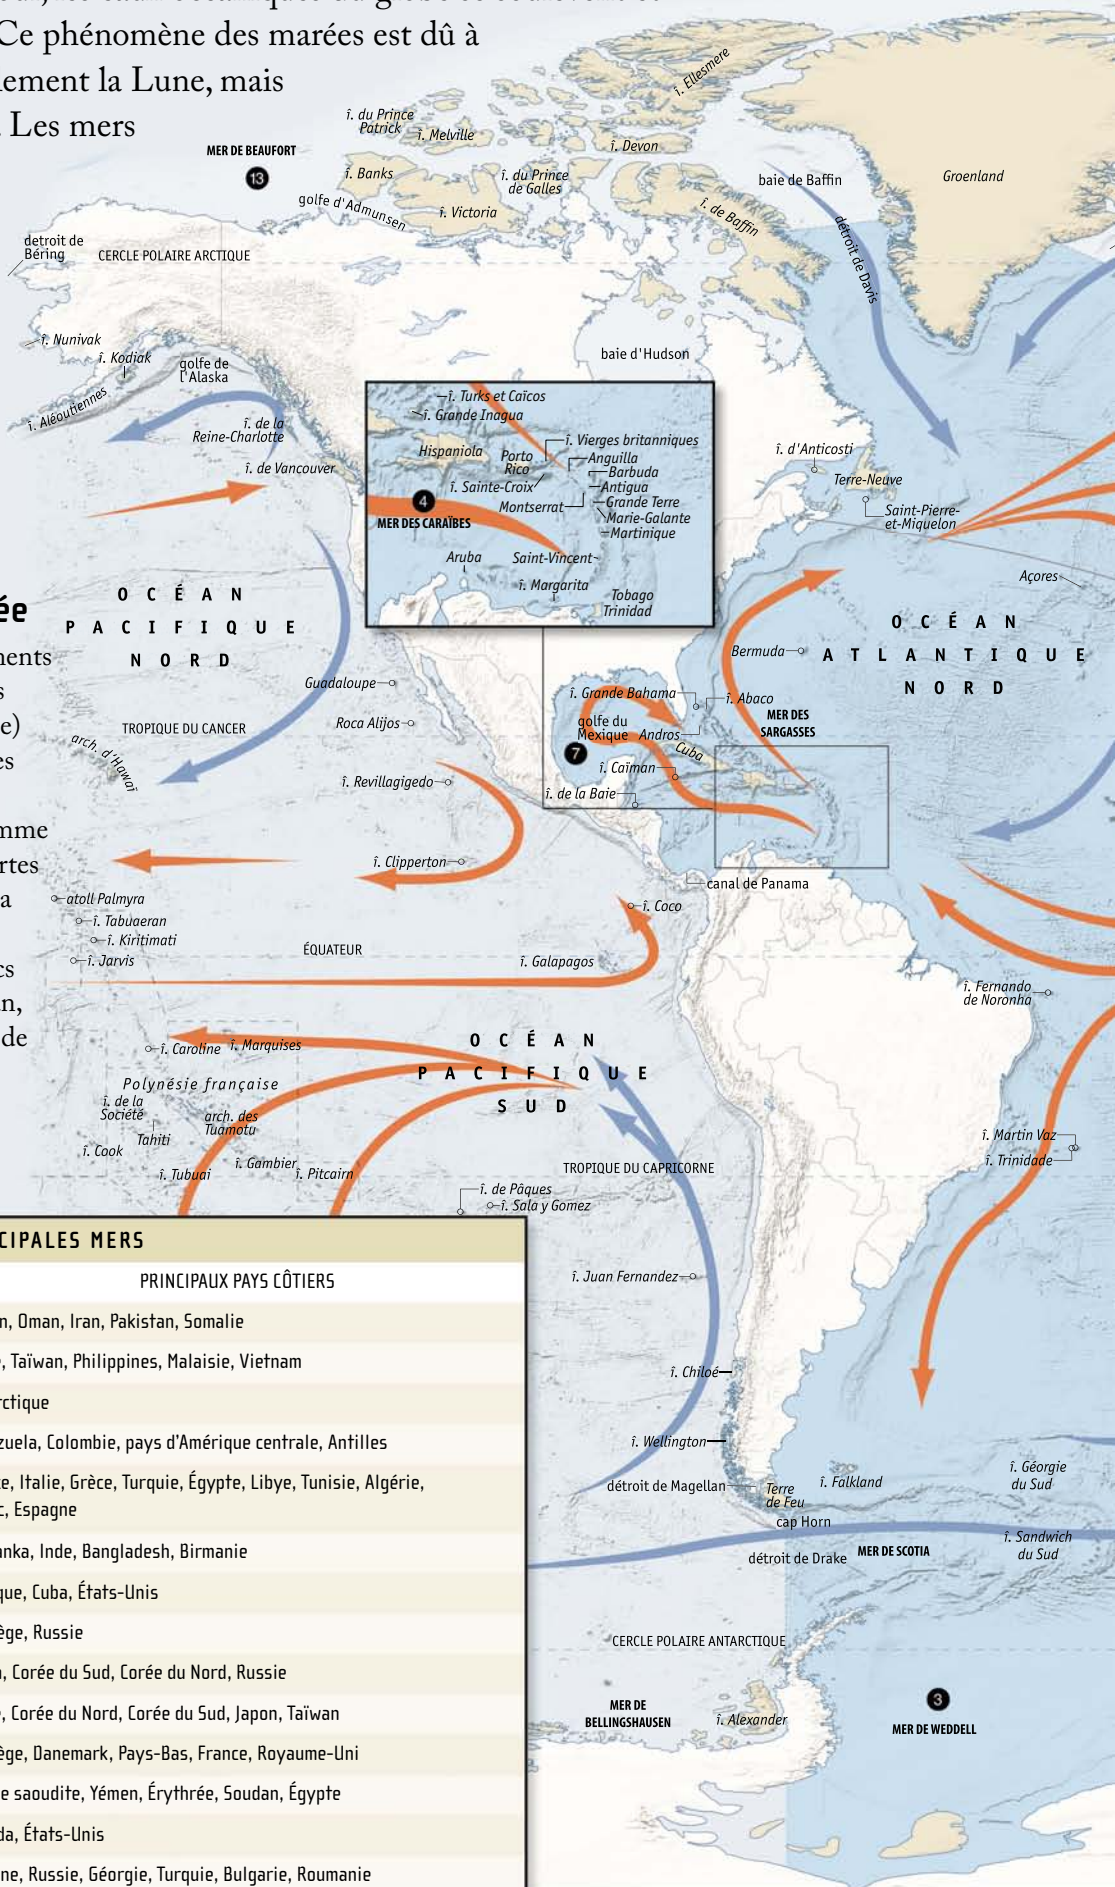 Ce phénomène des marées est dû à
la Lune, mais
Les mers
MER DE BEAUFORT
13
î. du Prince
Patrick
î. Melville
î. Ellesmere
î. Devon
î. Banks
î. du Prince
de Galles
golfe d'Admunsen
î. Victoria
î. de Baffin
baie de Baffin
Groenland
détroit de Davis
detroit de
Béring
CERCLE POLAIRE ARCTIQUE
î. Nunivak
î. Kodiak
golfe de
l'Alaska
î. Aléoutiennes
î. de la
Reine-Charlotte
î. de Vancouver
baie d'Hudson
î. Turks et Caïcos
î. Grande Inagua
Hispaniola
Porto
Rico
î. Vierges britanniques
Anguilla
Barbuda
î. Sainte-Croix
Antigua
Montserrat
Grande Terre
Marie-Galante
Martinique
4
MER DES CARAÏBES
Aruba
Saint-Vincent
î. Margarita
Tobago
Trinidad
î. d'Anticosti
Terre-Neuve
Saint-Pierre-
et-Miquelon
Açores
OCÉAN
PACIFIQUE
NORD
OCÉAN
ATLANTIQUE
NORD
Bermuda
Guadaloupe
Roca Alijos
TROPIQUE DU CANCER
arch. d'Hawaï
î. Revillagigedo
î. Grande Bahama
î. Abaco
golfe du
Mexique
Andros
MER DES
SARGASSES
7
Cuba
î. Caïman
î. de la Baie
î. Clipperton
canal de Panama
atoll Palmyra
î. Tabuaeran
î. Kiritimati
î. Jarvis
î. Coco
ÉQUATEUR
î. Galapagos
î. Fernando
de Noronha
î. Caroline
î. Marquises
OCÉAN
PACIFIQUE
SUD
Polynésie française
î. de la
Société
arch. des
Tuamotu
Tahiti
î. Cook
î. Gambier
î. Tubuai
î. Pitcairn
TROPIQUE DU CAPRICORNE
î. de Pâques
î. Sala y Gomez
î. Martin Vaz
î. Trinidade
î. Juan Fernandez
î. Chiloé
î. Wellington
détroit de Magellan
Terre
de Feu
î. Falkland
î. Géorgie
du Sud
cap Horn
î. Sandwich
du Sud
détroit de Drake
MER DE SCOTIA
CERCLE POLAIRE ANTARCTIQUE
MER DE
BELLINGSHAUSEN
î. Alexander
3
MER DE WEDDELL
ée
ments
s
e)
es
mme
rtes
a
cs
n,
de
CIPALES MERS
PRINCIPAUX PAYS CÔTIERS
n, Oman, Iran, Pakistan, Somalie
, Taïwan, Philippines, Malaisie, Vietnam
rctique
zuela, Colombie, pays d'Amérique centrale, Antilles
e, Italie, Grèce, Turquie, Égypte, Libye, Tunisie, Algérie,
c, Espagne
anka, Inde, Bangladesh, Birmanie
que, Cuba, États-Unis
ège, Russie
n, Corée du Sud, Corée du Nord, Russie
, Corée du Nord, Corée du Sud, Japon, Taïwan
ège, Danemark, Pays-Bas, France, Royaume-Uni
e saoudite, Yémen, Érythrée, Soudan, Égypte
da, États-Unis
ne, Russie, Géorgie, Turquie, Bulgarie, Roumanie